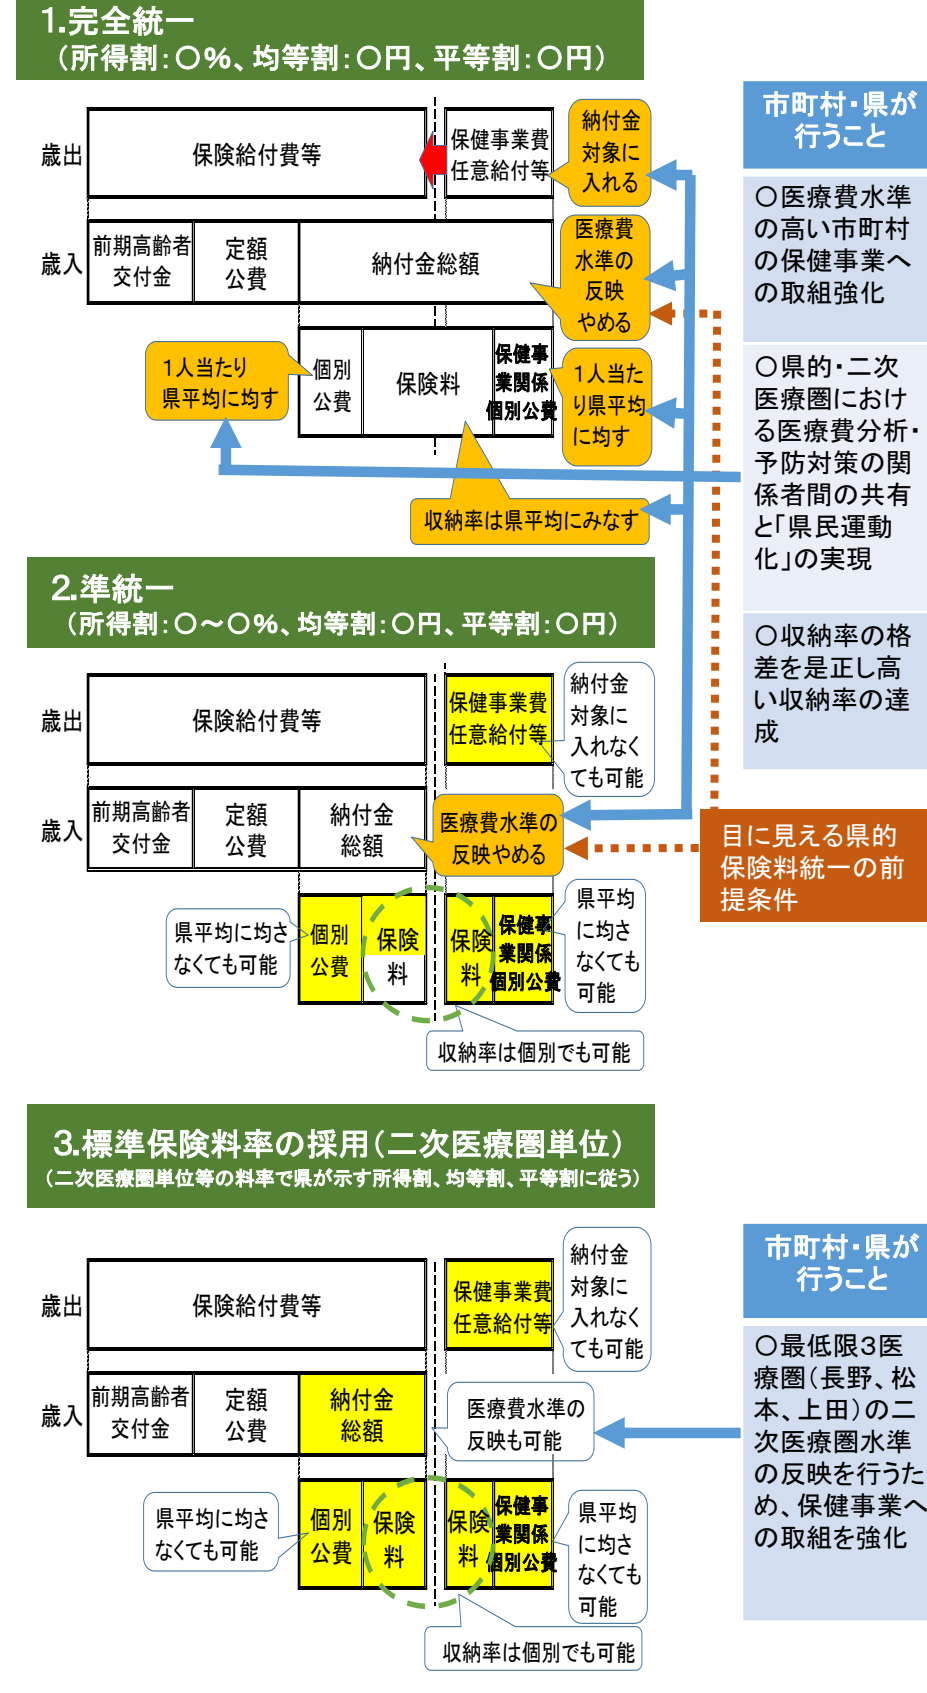 1.完全統一
（所得割：〇%、均等割：〇円、平等割：〇円）
歳出
保険給付費等
保健事業費
任意給付等
納付金
対象に
入れる
歳入
前期高齢者
交付金
定額
公費
納付金総額
医療費
水準の
反映
やめる
1人当たり
県平均に均す
個別
公費
保険料
保健事
業関係
個別公費
1人当た
り県平均
に均す
収納率は県平均にみなす
市町村・県が
行うこと
〇医療費水準
の高い市町村
の保健事業へ
の取組強化
〇県的・二次
医療圏におけ
る医療費分析・
予防対策の関
係者間の共有
と「県民運動
化」の実現
〇収納率の格
差を是正し高
い収納率の達
成
2.準統一
（所得割：〇～〇%、均等割：〇円、平等割：〇円）
歳出
保険給付費等
保健事業費
任意給付等
納付金
対象に
入れなく
ても可能
歳入
前期高齢者
交付金
定額
公費
納付金
総額
医療費水準の
反映やめる
目に見える県的
保険料統一の前
提条件
県平均に均さ
なくても可能
個別
公費
保険
料
保険
料
保健事
業関係
個別公費
県平均
に均さ
なくても
可能
収納率は個別でも可能
3.標準保険料率の採用（二次医療圏単位）
（二次医療圏単位等の料率で県が示す所得割、均等割、平等割に従う）
歳出
保険給付費等
保健事業費
任意給付等
納付金
対象に
入れなく
ても可能
歳入
前期高齢者
交付金
定額
公費
納付金
総額
医療費水準の
反映も可能
県平均に均さ
なくても可能
個別
公費
保険
料
保険
料
保健事
業関係
個別公費
県平均
に均さ
なくても
可能
収納率は個別でも可能
市町村・県が
行うこと
〇最低限3医
療圏（長野、松
本、上田）の二
次医療圏水準
の反映を行うた
め、保健事業へ
の取組を強化